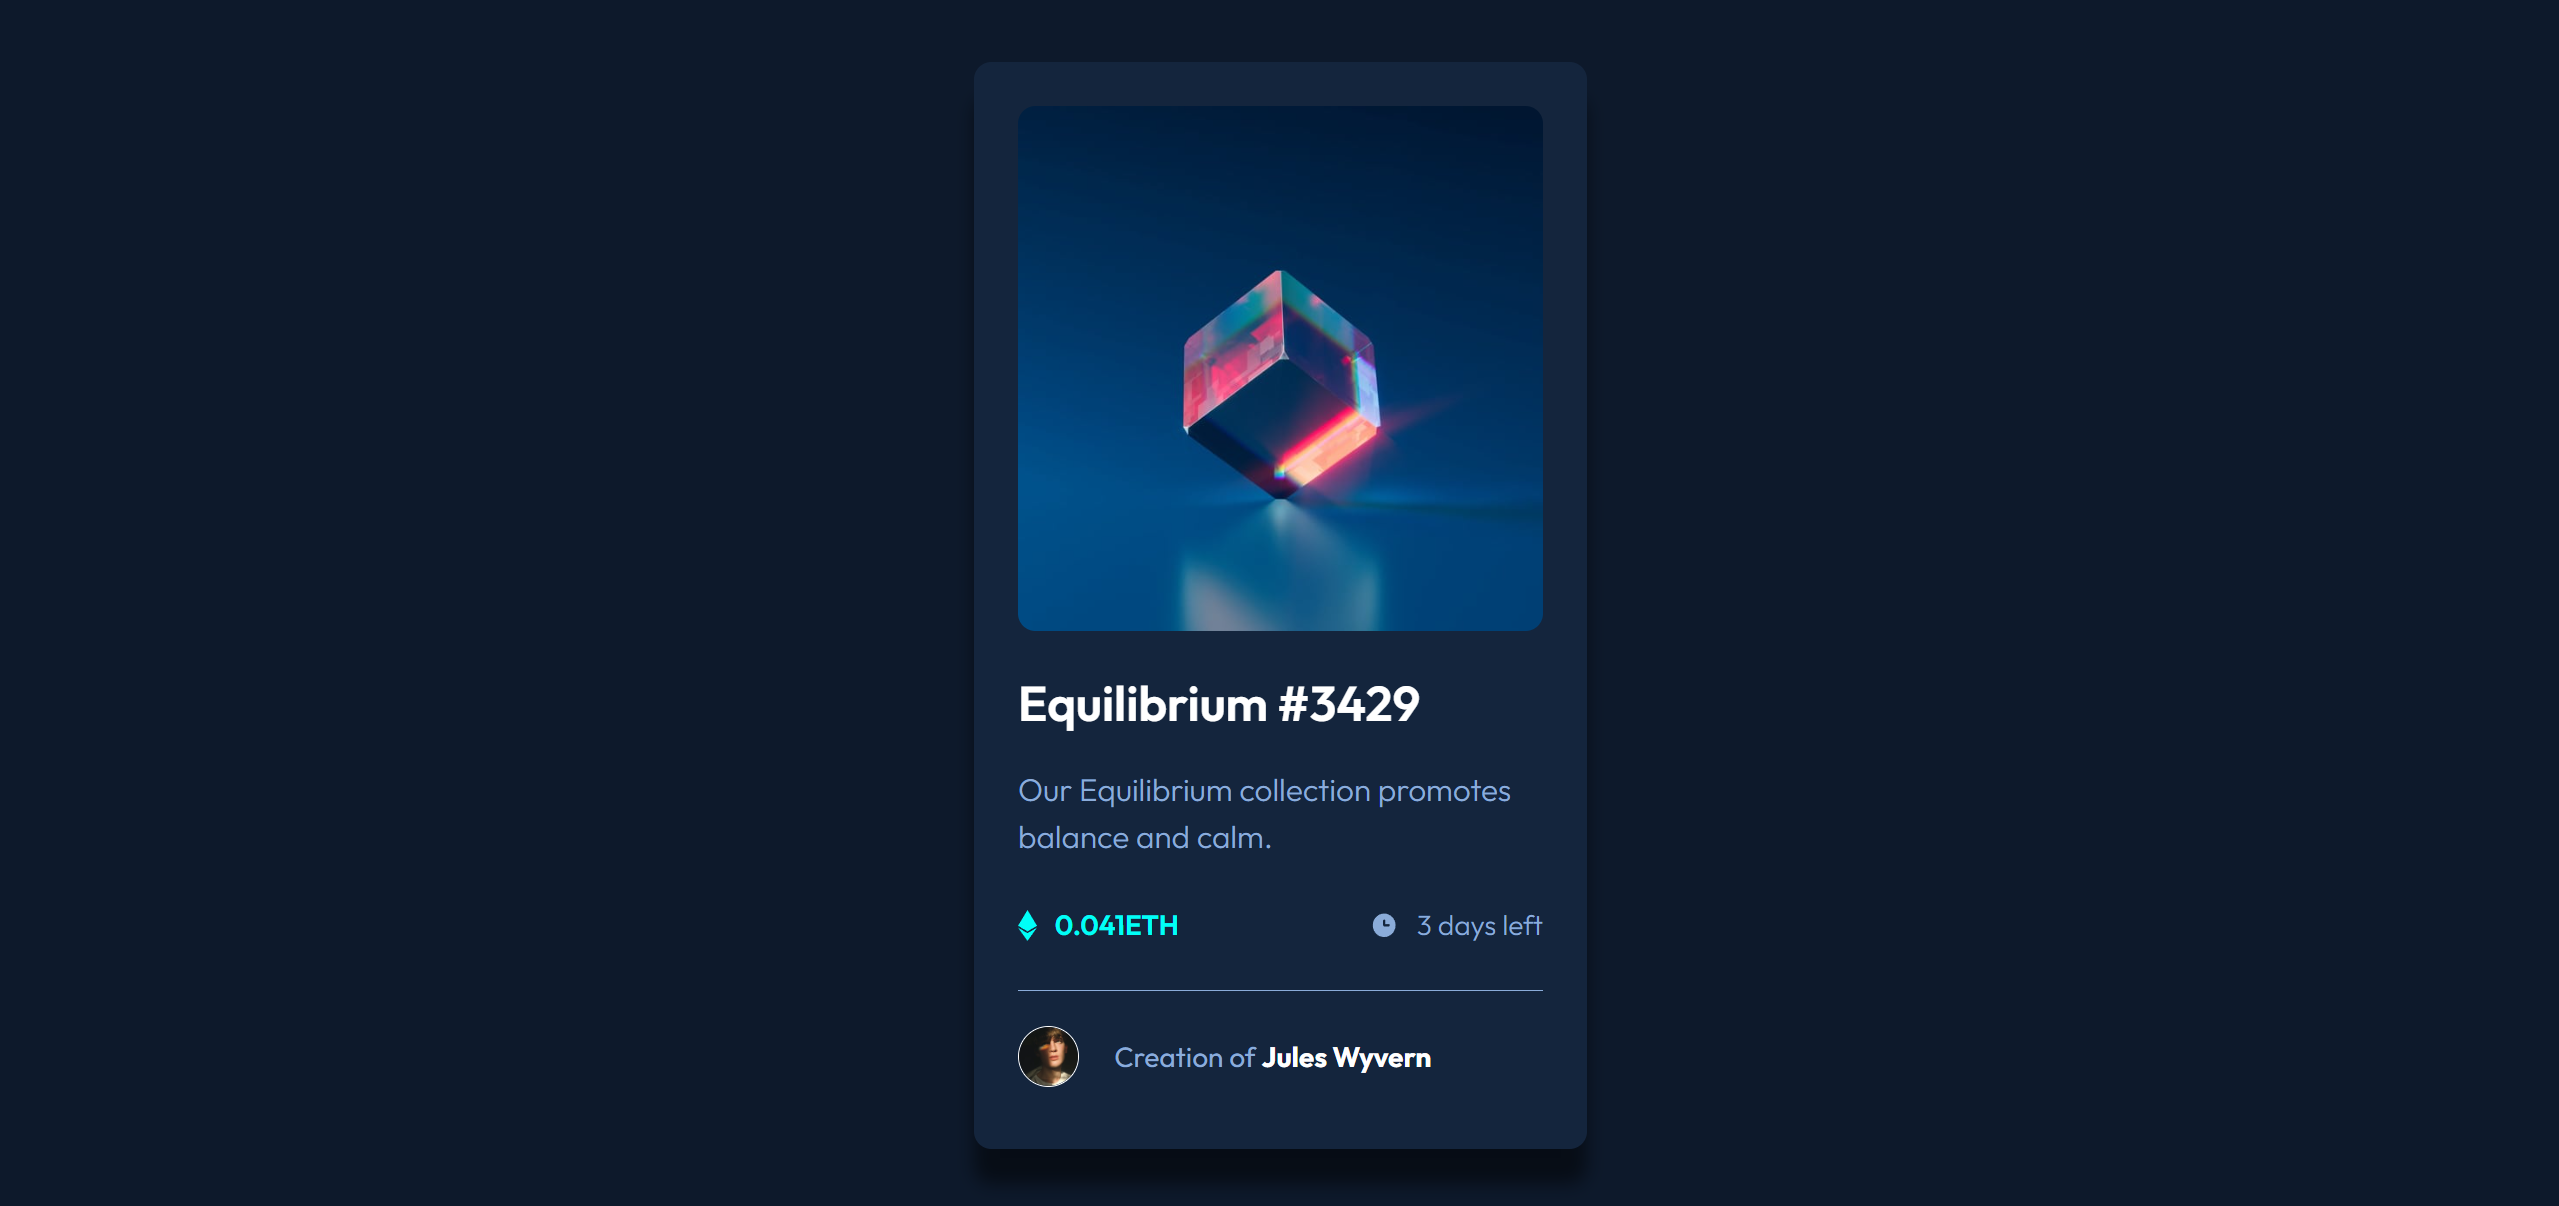 Equilibrium #3429
Our Equilibrium collection promotes
balance and calm.
0.041ETH
3 days left
Creation of Jules Wyvern